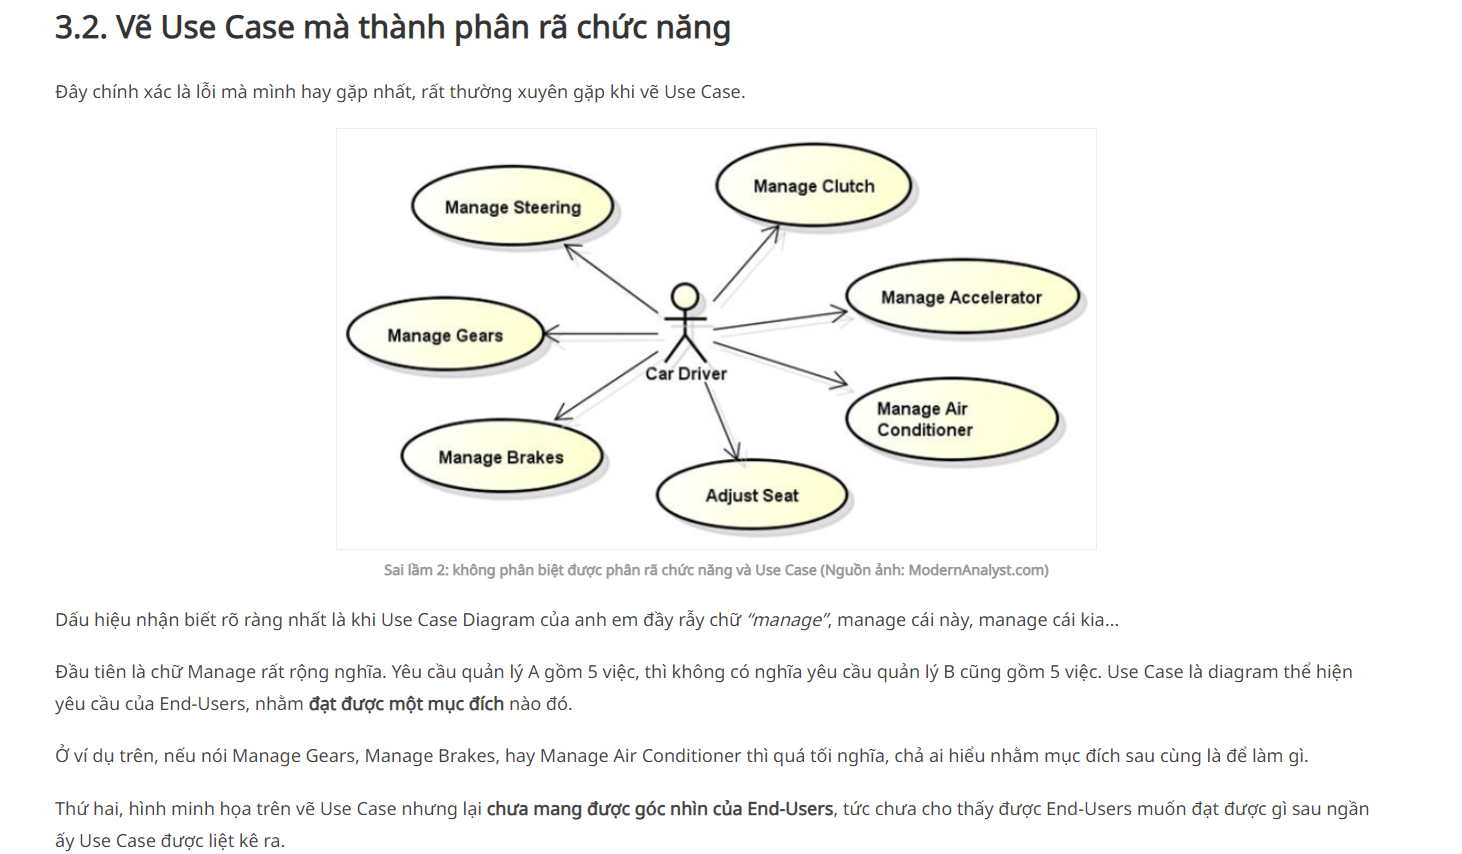 3.2. Vẽ Use Case mà thành phân rã chức năng
Đây chính xác là lỗi mà mình hay gặp nhất, rất thường xuyên gặp khi vẽ Use Case.
Manage Clutch
Manage Steering
Manage Accelerator
Manage Gears
Car Driver
Manage Air
Conditioner
Manage Brakes
Adjust Seat
Sai lầm 2: không phân biệt được phân rã chức năng và Use Case (Nguồn ảnh: ModernAnalyst.com)
Dấu hiệu nhận biết rõ ràng nhất là khi Use Case Diagram của anh em đầy rẫy chữ “manage”, manage cái này, manage cái kia...
Đầu tiên là chữ Manage rất rộng nghĩa. Yêu cầu quản lý A gồm 5 việc, thì không có nghĩa yêu cầu quản lý B cũng gồm 5 việc. Use Case là diagram thể hiện
yêu cầu của End-Users, nhằm đạt được một mục đích nào đó.
Ở ví dụ trên, nếu nói Manage Gears, Manage Brakes, hay Manage Air Conditioner thì quá tối nghĩa, chả ai hiểu nhằm mục đích sau cùng là để làm gì.
Thứ hai, hình minh họa trên vẽ Use Case nhưng lại chưa mang được góc nhìn của End-Users, tức chưa cho thấy được End-Users muốn đạt được gì sau ngần
ấy Use Case được liệt kê ra.